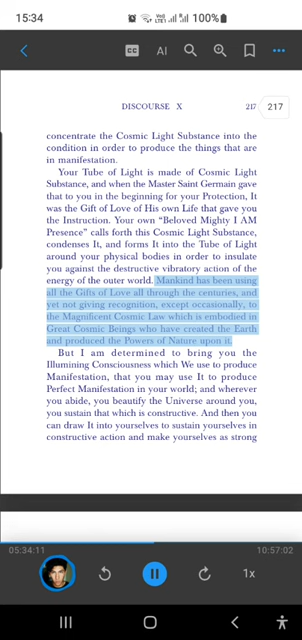 15:34
100%
CC
AI
DISCOURSE X
217
217
concentrate the Cosmic Light Substance into the
condition in order to produce the things that are
in manifestation.
Your Tube of Light is made of Cosmic Light
Substance, and when the Master Saint Germain gave
that to you in the beginning for your Protection, It
was the Gift of Love of His own Life that gave you
the Instruction. Your own “Beloved Mighty I AM
Presence” calls forth this Cosmic Light Substance,
condenses It, and forms It into the Tube of Light
around your physical bodies in order to insulate
you against the destructive vibratory action of the
energy of the outer world. Mankind has been using
all the Gifts of Love all through the centuries, and
yet not giving recognition, except occasionally, to
the Magnificent Cosmic Law which is embodied in
Great Cosmic Beings who have created the Earth
and produced the Powers of Nature upon it.
But I am determined to bring you the
Illumining Consciousness which We use to produce
Manifestation, that you may use It to produce
Perfect Manifestation in your world; and wherever
you abide, you beautify the Universe around you,
you sustain that which is constructive. And then you
can draw It into yourselves to sustain yourselves in
constructive action and make yourselves as strong
05:34:11
10:57:02
1x